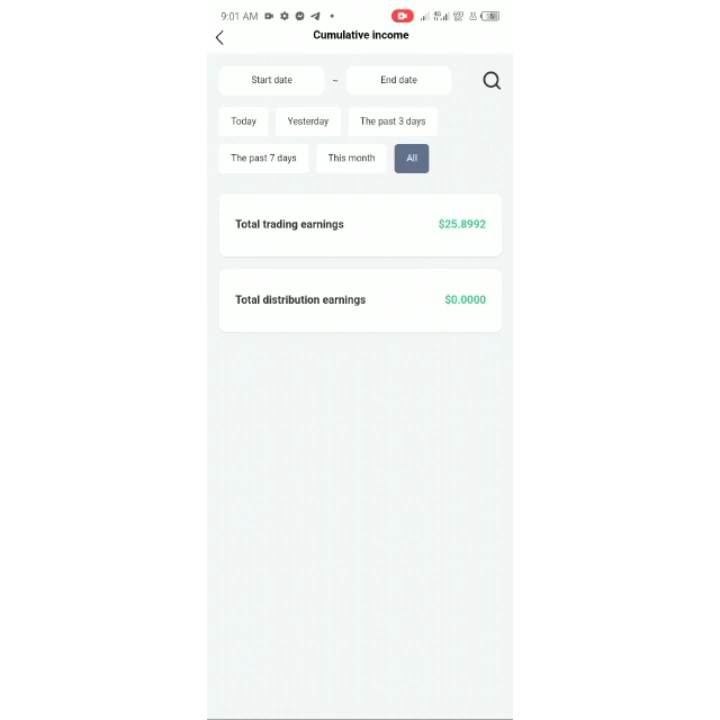 9:01 AM
Cumulative income
Start date – End date
Today Yesterday The past 3 days
The past 7 days This month All
Total trading earnings $25.8992
Total distribution earnings $0.0000